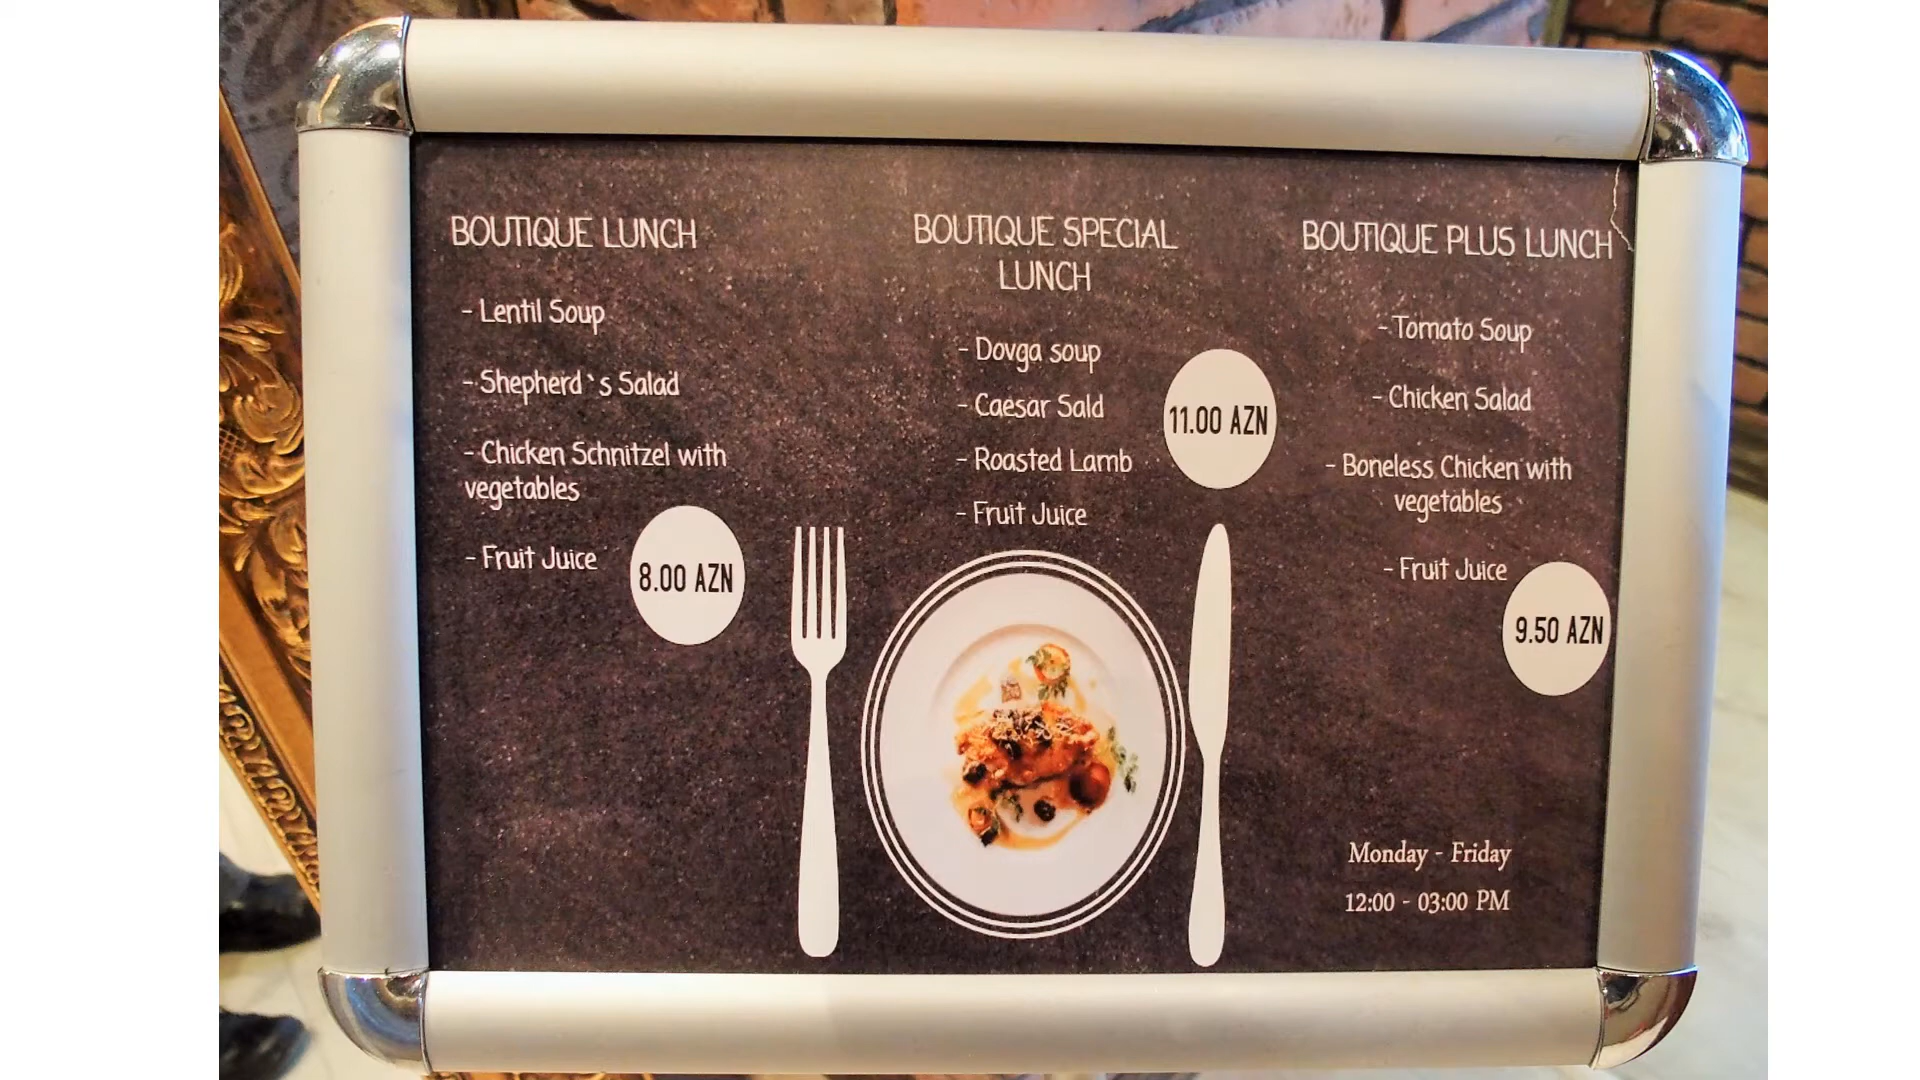 BOUTIQUE LUNCH
- Lentil Soup
- Shepherd`s Salad
- Chicken Schnitzel with
vegetables
- Fruit Juice
8.00 AZN
BOUTIQUE SPECIAL
LUNCH
- Dovga soup
- Caesar Sald
- Roasted Lamb
- Fruit Juice
11.00 AZN
BOUTIQUE PLUS LUNCH
- Tomato Soup
- Chicken Salad
- Boneless Chicken with
vegetables
- Fruit Juice
9.50 AZN
Monday - Friday
12:00 - 03:00 PM